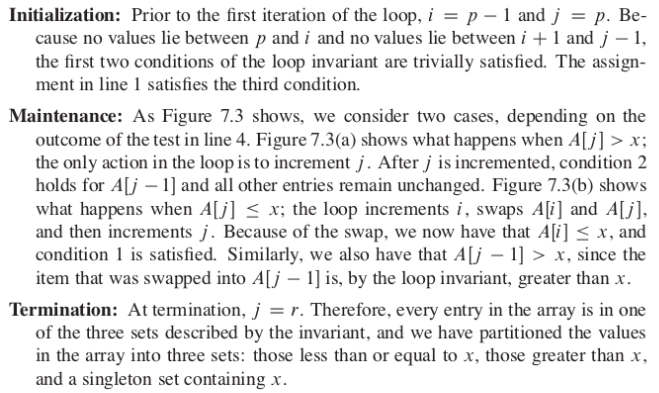 Initialization: Prior to the first iteration of the loop, i = p − 1 and j = p. Be-
cause no values lie between p and i and no values lie between i + 1 and j − 1,
the first two conditions of the loop invariant are trivially satisfied. The assign-
ment in line 1 satisfies the third condition.
Maintenance: As Figure 7.3 shows, we consider two cases, depending on the
outcome of the test in line 4. Figure 7.3(a) shows what happens when A[j] > x;
the only action in the loop is to increment j. After j is incremented, condition 2
holds for A[j − 1] and all other entries remain unchanged. Figure 7.3(b) shows
what happens when A[j] ≤ x; the loop increments i, swaps A[i] and A[j],
and then increments j. Because of the swap, we now have that A[i] ≤ x, and
condition 1 is satisfied. Similarly, we also have that A[j − 1] > x, since the
item that was swapped into A[j − 1] is, by the loop invariant, greater than x.
Termination: At termination, j = r. Therefore, every entry in the array is in one
of the three sets described by the invariant, and we have partitioned the values
in the array into three sets: those less than or equal to x, those greater than x,
and a singleton set containing x.